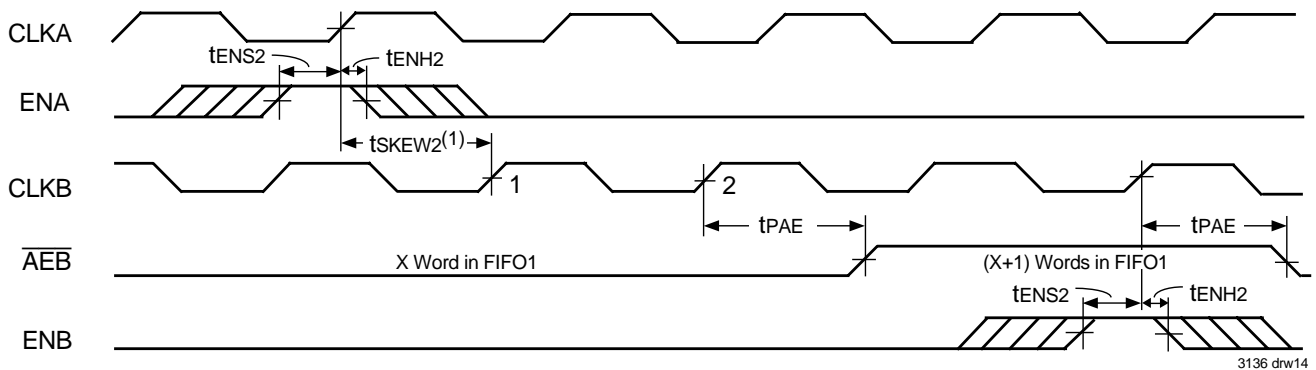 CLKA
tENS2
tENH2
ENA
tSKEW2(1)
CLKB
1
2
tPAE
tPAE
AEB
X Word in FIFO1
(X+1) Words in FIFO1
tENS2
tENH2
ENB
3136 drw14